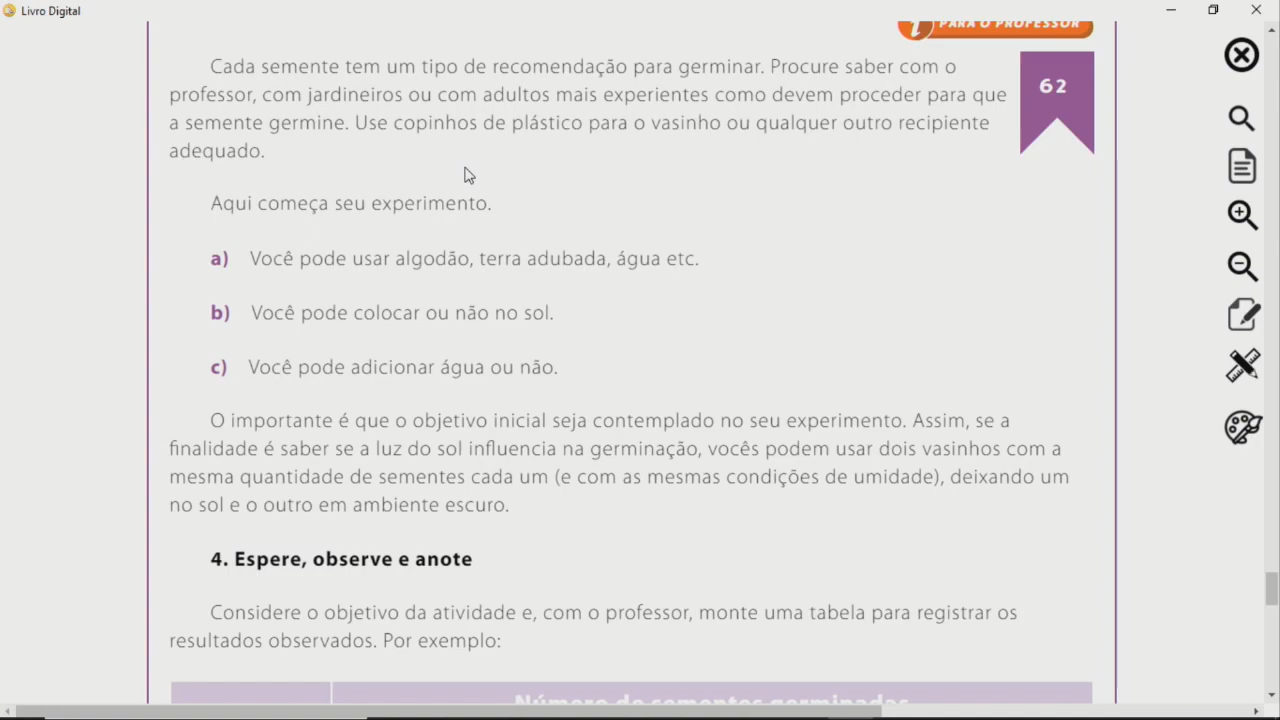 Livro Digital
PARA O PROFESSOR
Cada semente tem um tipo de recomendação para germinar. Procure saber com o
professor, com jardineiros ou com adultos mais experientes como devem proceder para que
a semente germine. Use copinhos de plástico para o vasinho ou qualquer outro recipiente
adequado.
62
Aqui começa seu experimento.
a) Você pode usar algodão, terra adubada, água etc.
b) Você pode colocar ou não no sol.
c) Você pode adicionar água ou não.
O importante é que o objetivo inicial seja contemplado no seu experimento. Assim, se a
finalidade é saber se a luz do sol influencia na germinação, vocês podem usar dois vasinhos com a
mesma quantidade de sementes cada um (e com as mesmas condições de umidade), deixando um
no sol e o outro em ambiente escuro.
4. Espere, observe e anote
Considere o objetivo da atividade e, com o professor, monte uma tabela para registrar os
resultados observados. Por exemplo:
Número de sementes germinadas